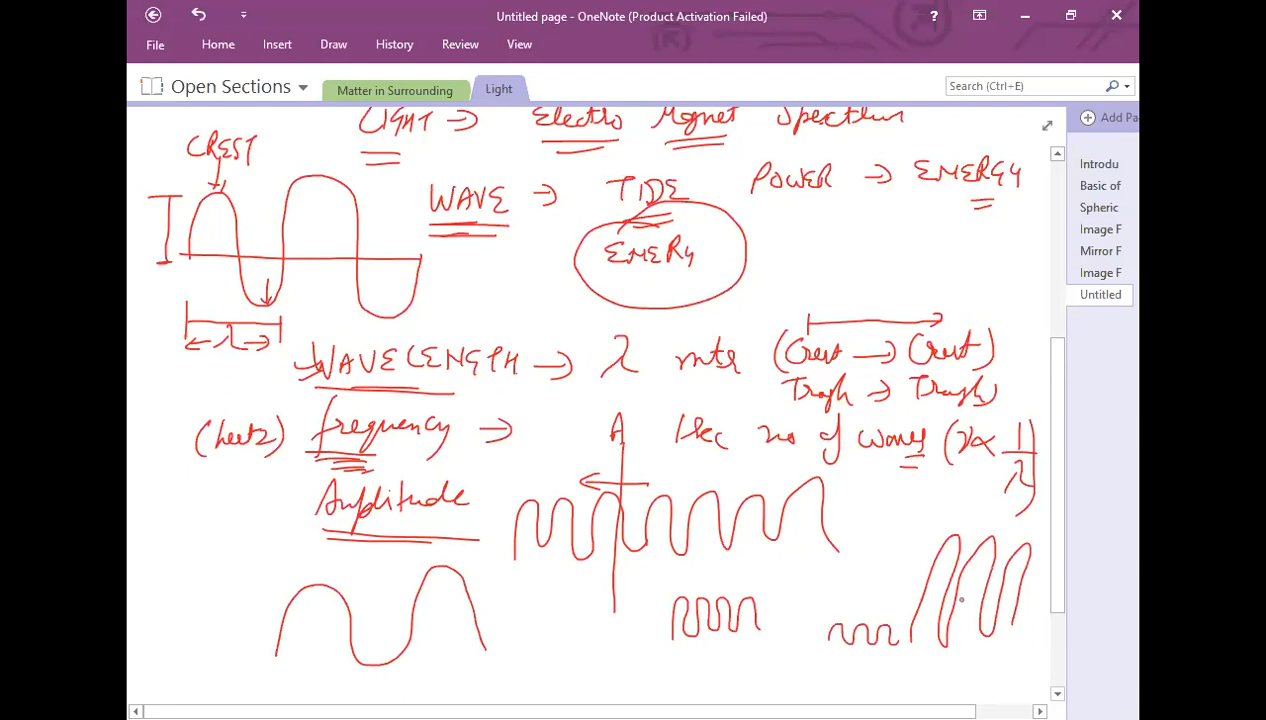 Untitled page - OneNote (Product Activation Failed)
?
File Home Insert Draw History Review View
Open Sections Matter in Surrounding Light Search (Ctrl+E)
LIGHT → Electro Magnet Spectrum
Add Pa
CREST
WAVE → TIDE POWER → ENERGY
ENERGY
Introdu
Basic of
Spheric
Image F
Mirror F
Image F
Untitled
λ
WAVELENGTH → λ mtr (Crest → Crest)
Trough → Trough)
(heetz) frequency → A 1 Sec no of waves (ν ∝ 1/λ)
Amplitude